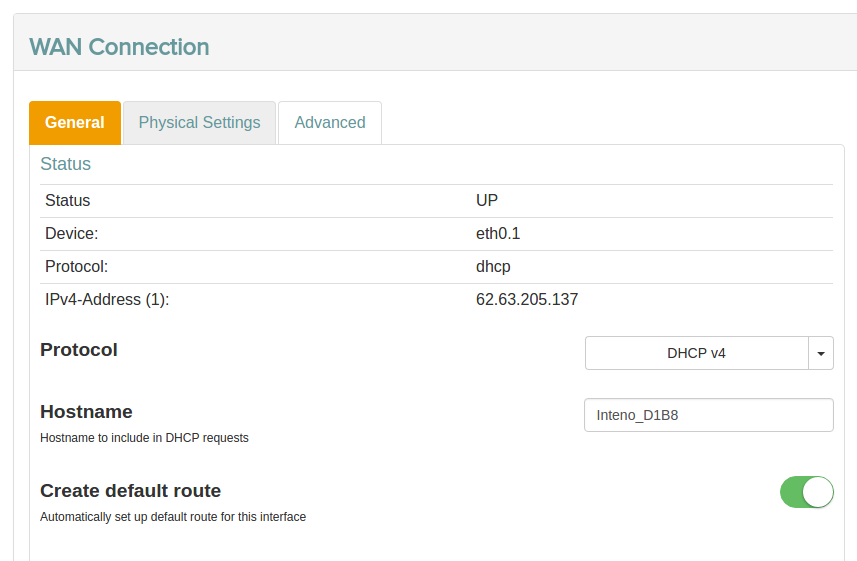 WAN Connection
General Physical Settings Advanced
Status
Status UP
Device: eth0.1
Protocol: dhcp
IPv4-Address (1): 62.63.205.137
Protocol DHCP v4
Hostname Inteno_D1B8
Hostname to include in DHCP requests
Create default route
Automatically set up default route for this interface